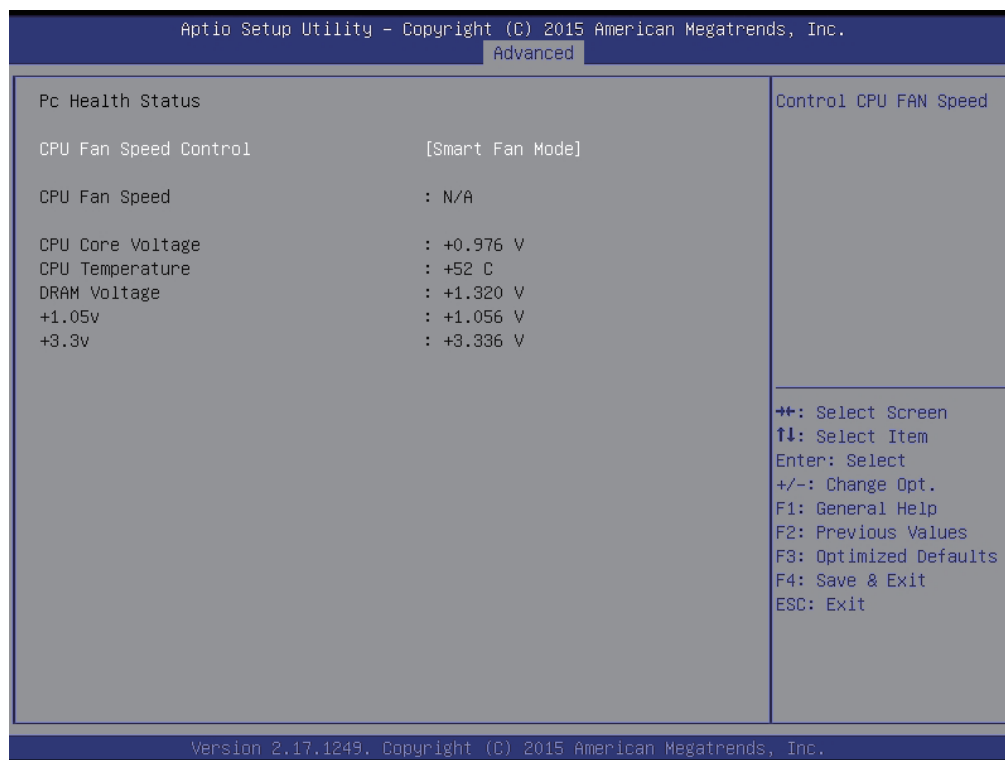 Aptio Setup Utility – Copyright (C) 2015 American Megatrends, Inc.
Advanced
Pc Health Status
CPU Fan Speed Control [Smart Fan Mode]
CPU Fan Speed : N/A
CPU Core Voltage : +0.976 V
CPU Temperature : +52 C
DRAM Voltage : +1.320 V
+1.05v : +1.056 V
+3.3v : +3.336 V
Control CPU FAN Speed
→←: Select Screen
↑↓: Select Item
Enter: Select
+/-: Change Opt.
F1: General Help
F2: Previous Values
F3: Optimized Defaults
F4: Save & Exit
ESC: Exit
Version 2.17.1249. Copyright (C) 2015 American Megatrends, Inc.